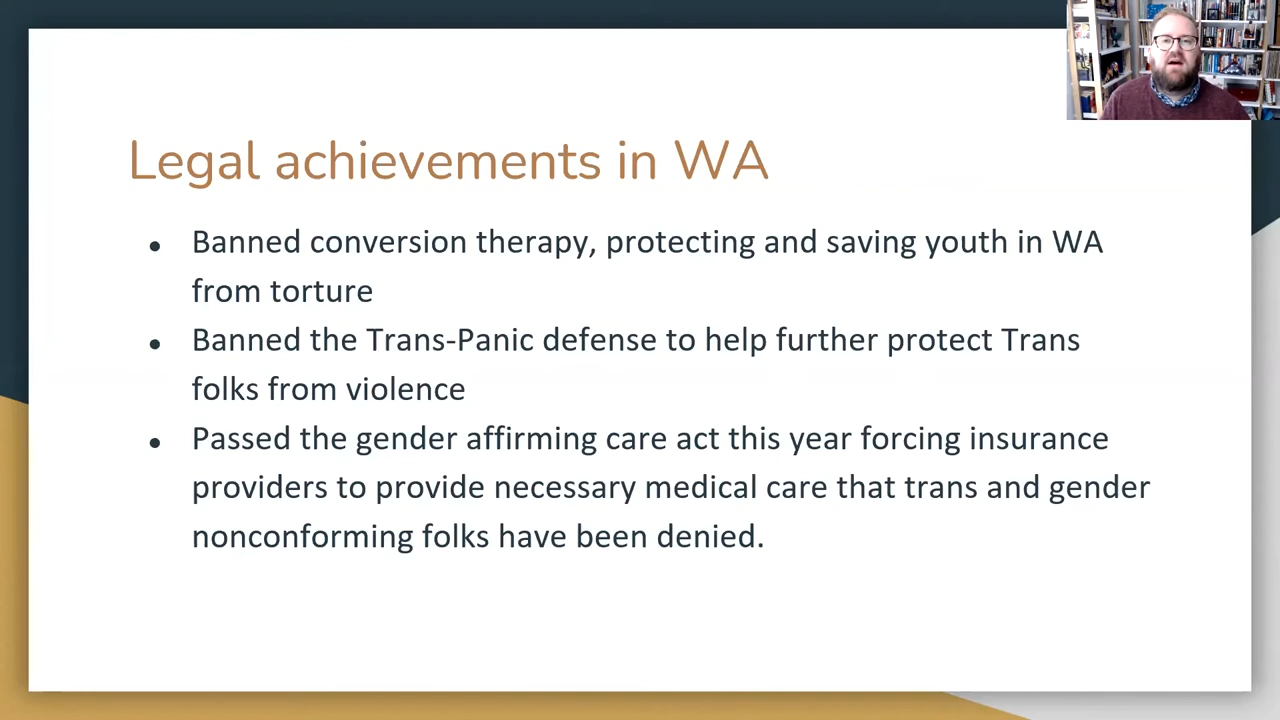 Legal achievements in WA
● Banned conversion therapy, protecting and saving youth in WA
from torture
● Banned the Trans-Panic defense to help further protect Trans
folks from violence
● Passed the gender affirming care act this year forcing insurance
providers to provide necessary medical care that trans and gender
nonconforming folks have been denied.